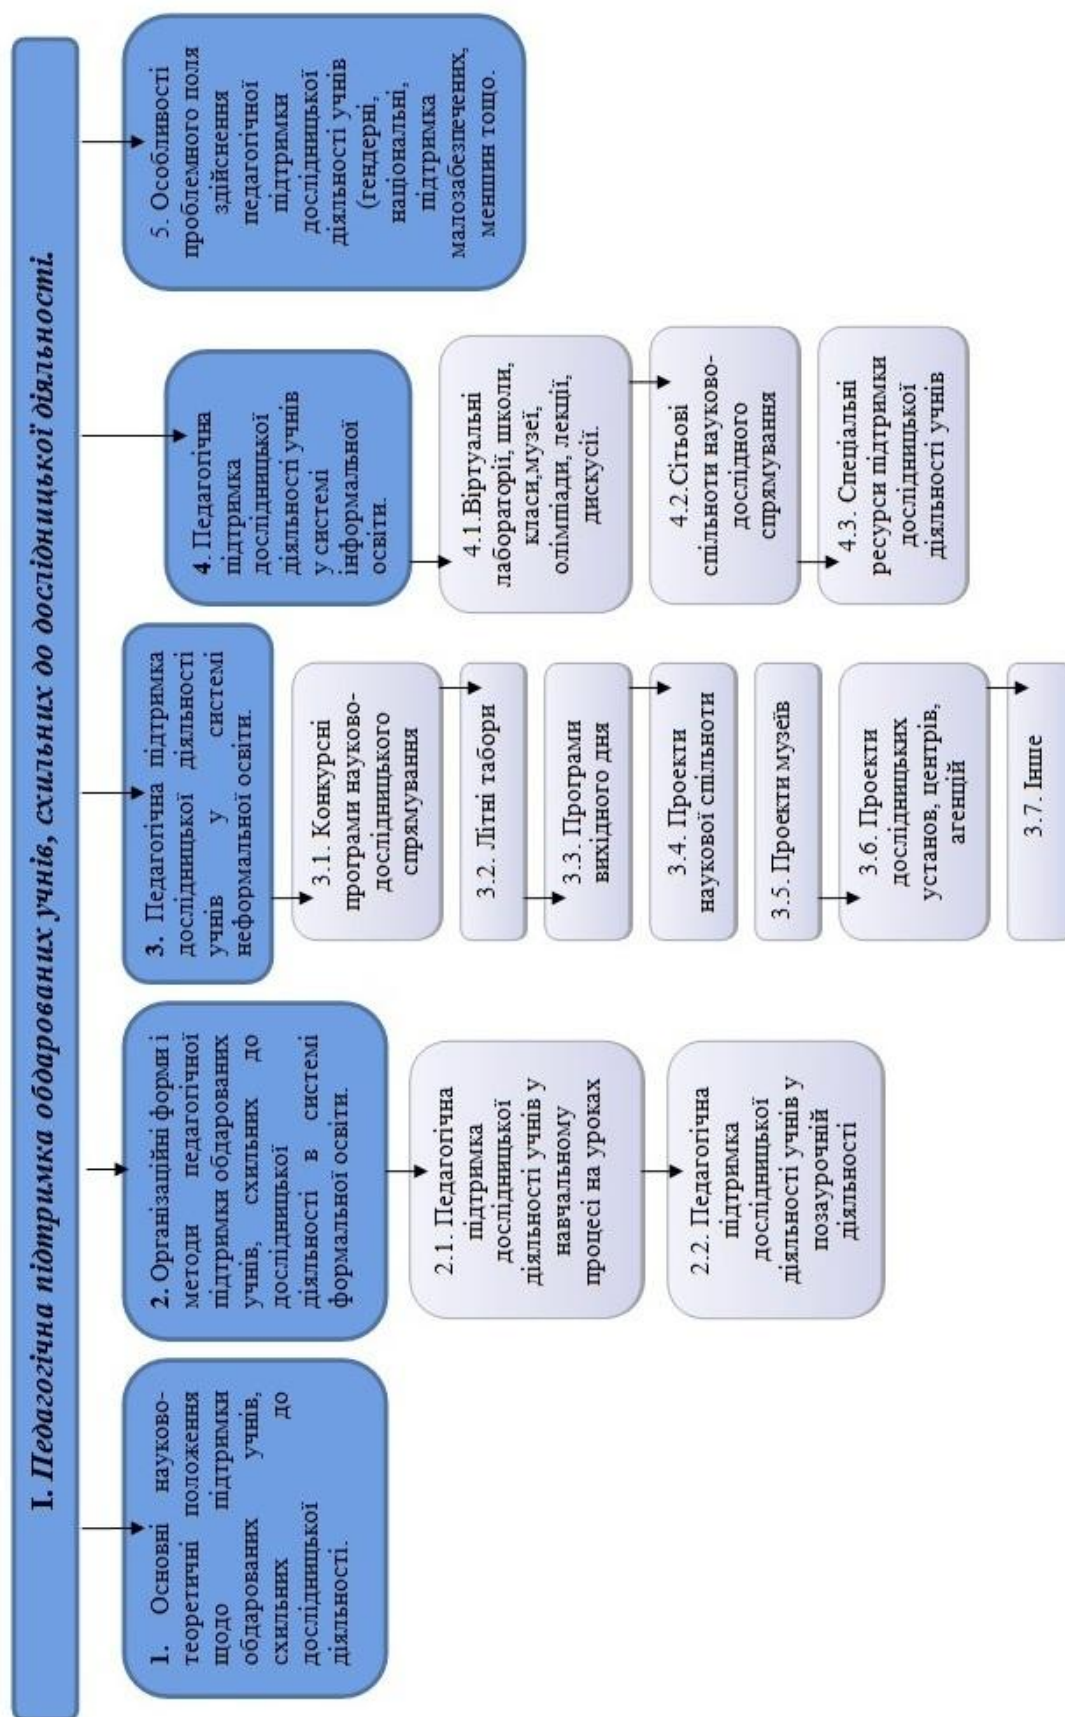 I. Педагогічна підтримка обдарованих учнів, схильних до дослідницької діяльності.
1. Основні науково-
теоретичні положення
щодо підтримки
обдарованих учнів,
схильних до
дослідницької
діяльності.
2. Організаційні форми і
методи педагогічної
підтримки обдарованих
учнів, схильних до
дослідницької
діяльності в системі
формальної освіти.
2.1. Педагогічна
підтримка
дослідницької
діяльності учнів у
навчальному
процесі на уроках
2.2. Педагогічна
підтримка
дослідницької
діяльності учнів у
позаурочній
діяльності
3. Педагогічна підтримка
дослідницької діяльності
учнів у системі
неформальної освіти.
3.1. Конкурсні
програми науково-
дослідницького
спрямування
3.2. Літні табори
3.3. Програми
вихідного дня
3.4. Проекти
наукової спільноти
3.5. Проекти музеїв
3.6. Проекти
дослідницьких
установ, центрів,
агенцій
3.7. Інше
4. Педагогічна
підтримка
дослідницької
діяльності учнів
у системі
інформальної
освіти.
4.1.Віртуальні
лабораторії, школи,
класи,музеї,
олімпіади, лекції,
дискусії.
4.2.Сітьові
спільноти науково-
дослідного
спрямування
4.3. Спеціальні
ресурси підтримки
дослідницької
діяльності учнів
5. Особливості
проблемного поля
здійснення
педагогічної
підтримки
дослідницької
діяльності учнів
(гендерні,
національні,
підтримка
малозабезпечених,
меншин тощо.